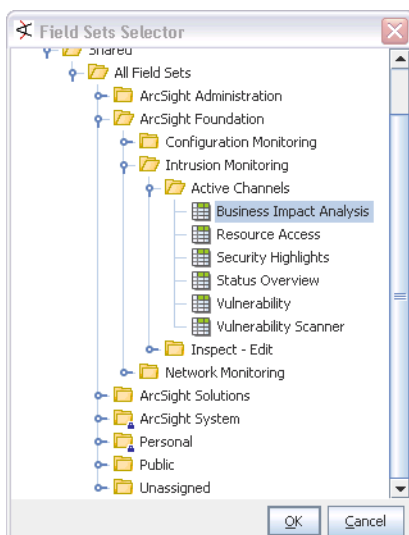 Field Sets Selector
Shared
All Field Sets
ArcSight Administration
ArcSight Foundation
Configuration Monitoring
Intrusion Monitoring
Active Channels
Business Impact Analysis
Resource Access
Security Highlights
Status Overview
Vulnerability
Vulnerability Scanner
Inspect - Edit
Network Monitoring
ArcSight Solutions
ArcSight System
Personal
Public
Unassigned
OK Cancel